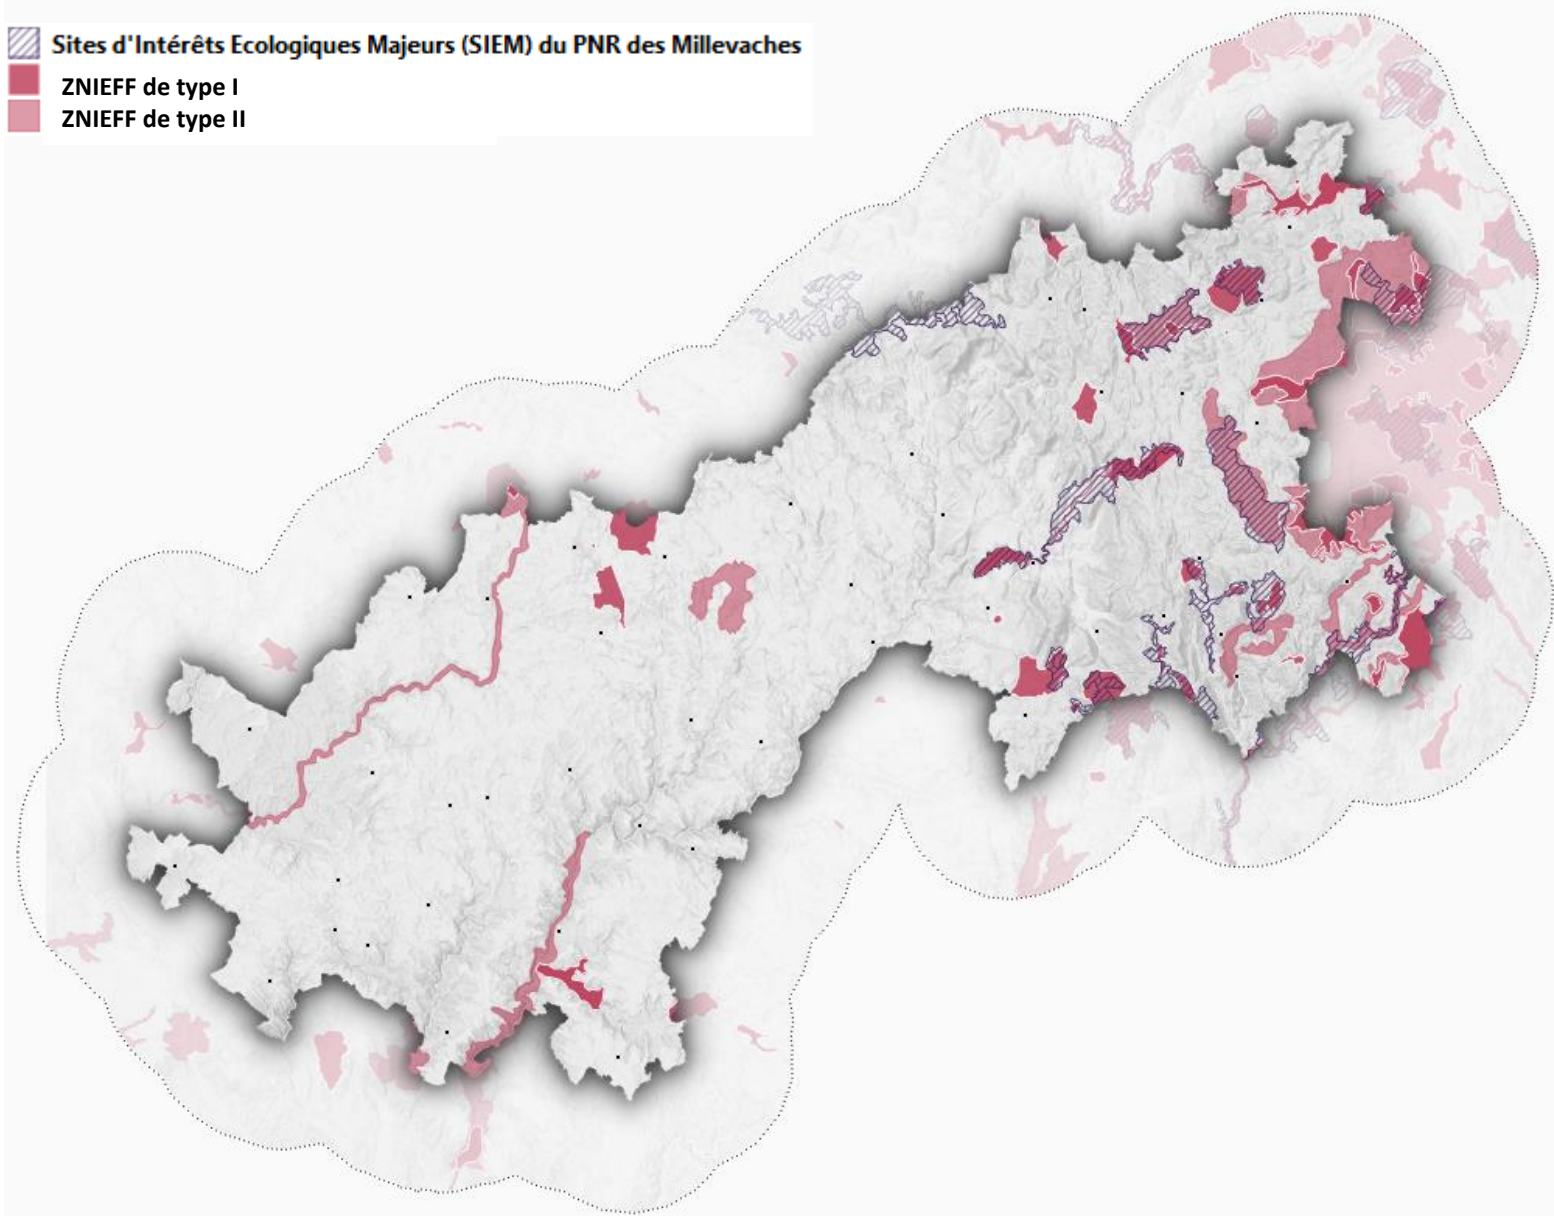 Sites d'Intérêts Ecologiques Majeurs (SIEM) du PNR des Millevaches
ZNIEFF de type I
ZNIEFF de type II